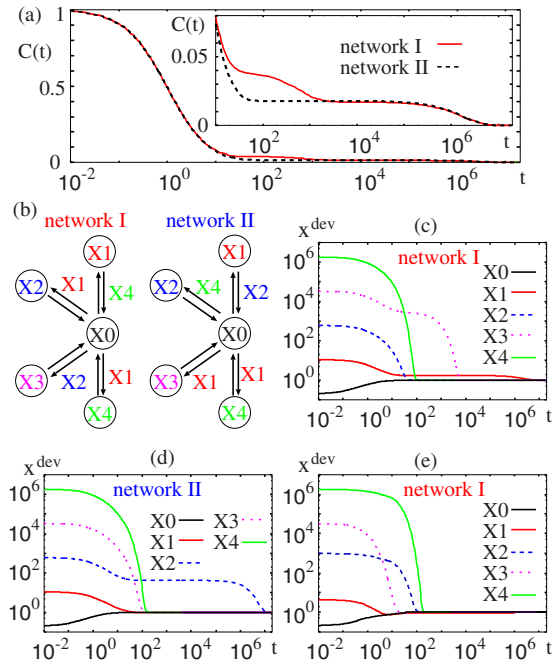 (a)
C(t)
1
0.5
0
10^-2 10^0 10^2 10^4 10^6 t
C(t)
0.05
0
10^2 10^4 10^6 t
network I
network II
(b)
network I network II
X1 X1
X2 X1 X4 X2 X4 X2
X0 X0
X3 X2 X1 X3 X1 X1
X4 X4
(c)
x^dev
network I
X0
X1
X2
X3
X4
10^6
10^4
10^2
10^0
10^-2 10^0 10^2 10^4 10^6 t
(d)
x^dev
network II
X0 X3
X1 X4
X2
10^6
10^4
10^2
10^0
10^-2 10^0 10^2 10^4 10^6 t
(e)
x^dev
network I
X0
X1
X2
X3
X4
10^6
10^4
10^2
10^0
10^-2 10^0 10^2 10^4 10^6 t